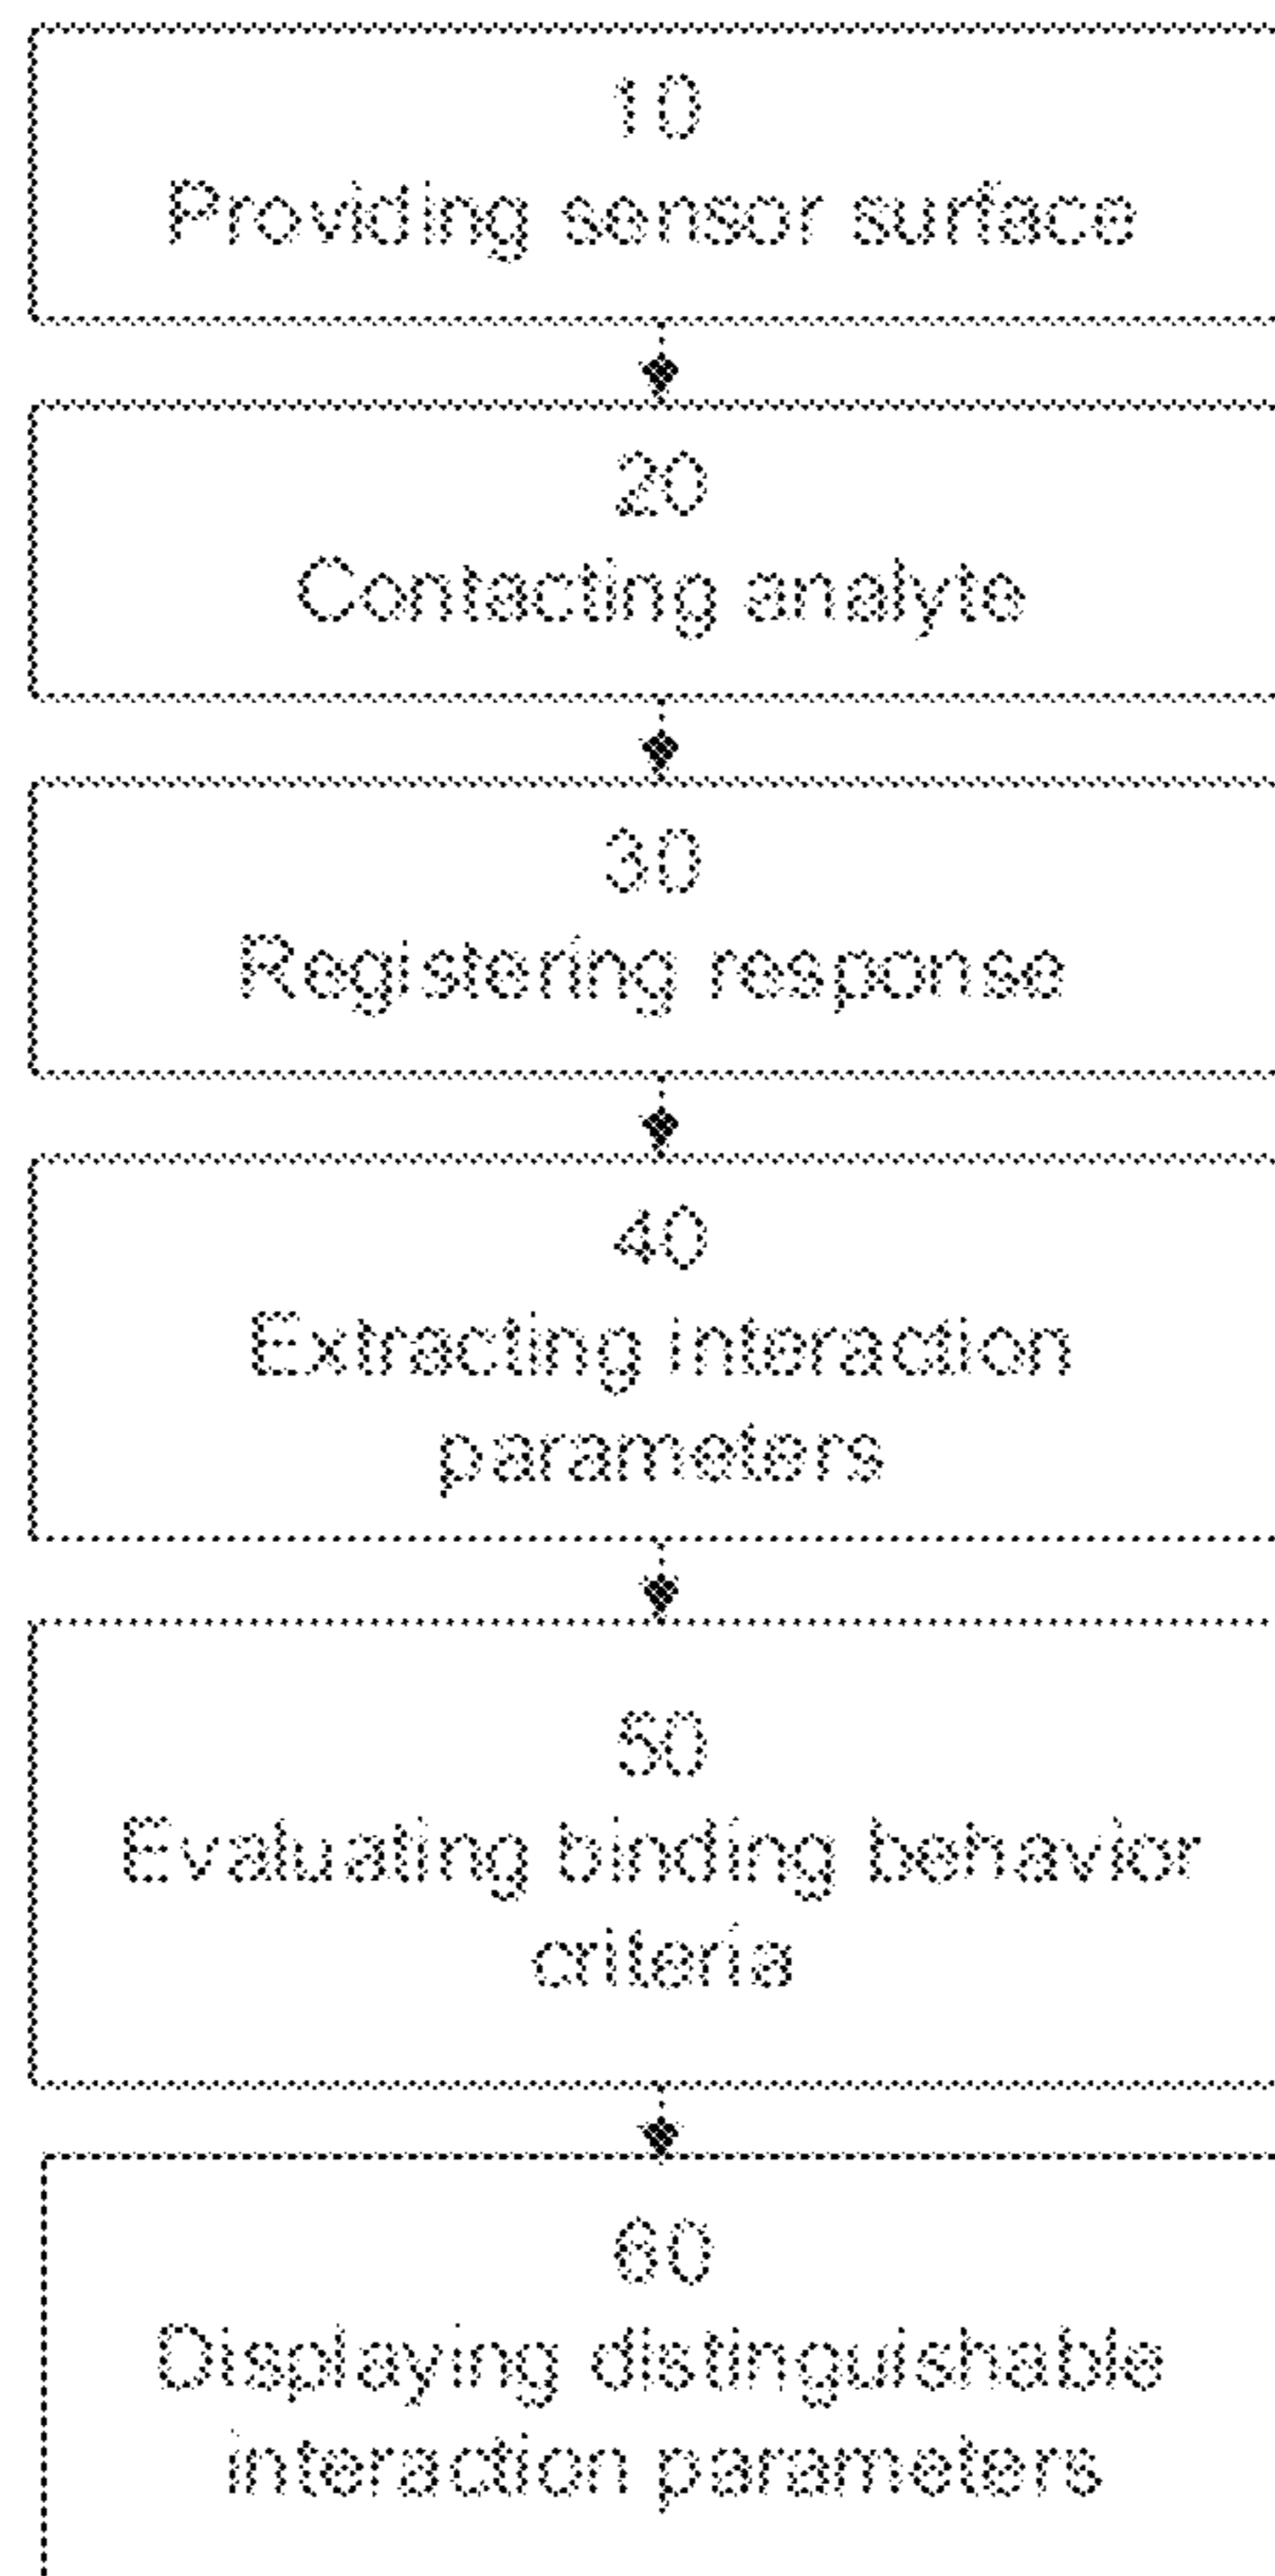 10
Providing sensor surface
20
Contacting analyte
30
Registering response
40
Extracting interaction
parameters
50
Evaluating binding behavior
criteria
60
Displaying distinguishable
interaction parameters